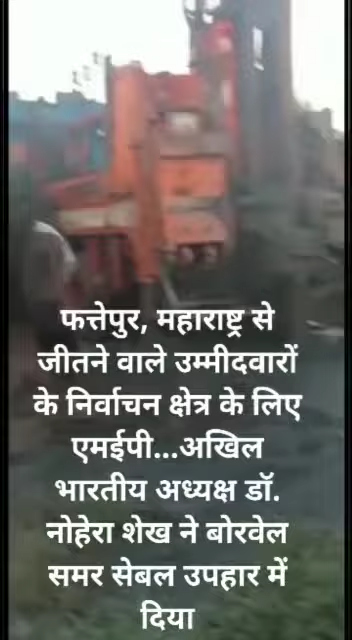 फत्तेपुर, महाराष्ट्र से
जीतने वाले उम्मीदवारों
के निर्वाचन क्षेत्र के लिए
एमईपी...अखिल
भारतीय अध्यक्ष डॉ.
नोहेरा शेख ने बोरवेल
समर सेबल उपहार में
दिया